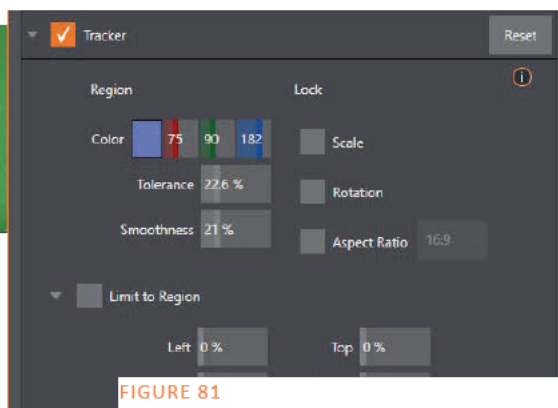 Tracker Reset
Region Lock
Color 75 90 182 Scale
Tolerance 22.6 % Rotation
Smoothness 21 % Aspect Ratio 16:9
Limit to Region
Left 0 % Top 0 %
FIGURE 81